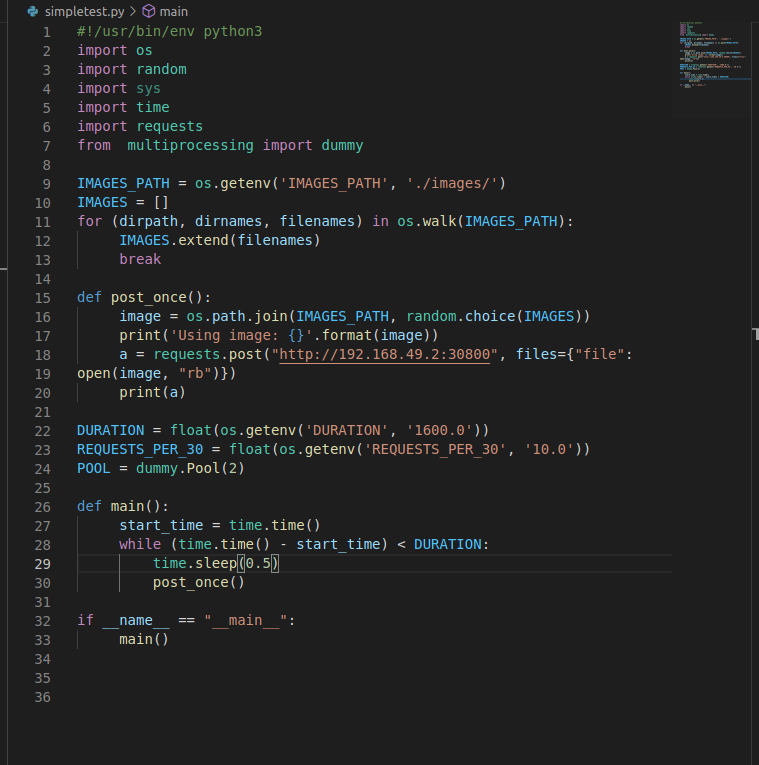 simpletest.py > main
1 #!/usr/bin/env python3
2 import os
3 import random
4 import sys
5 import time
6 import requests
7 from  multiprocessing import dummy
8
9 IMAGES_PATH = os.getenv('IMAGES_PATH', './images/')
10 IMAGES = []
11 for (dirpath, dirnames, filenames) in os.walk(IMAGES_PATH):
12     IMAGES.extend(filenames)
13     break
14
15 def post_once():
16     image = os.path.join(IMAGES_PATH, random.choice(IMAGES))
17     print('Using image: {}'.format(image))
18     a = requests.post("http://192.168.49.2:30800", files={"file":
19 open(image, "rb")})
20     print(a)
21
22 DURATION = float(os.getenv('DURATION', '1600.0'))
23 REQUESTS_PER_30 = float(os.getenv('REQUESTS_PER_30', '10.0'))
24 POOL = dummy.Pool(2)
25
26 def main():
27     start_time = time.time()
28     while (time.time() - start_time) < DURATION:
29         time.sleep(0.5)
30         post_once()
31
32 if __name__ == "__main__":
33     main()
34
35
36